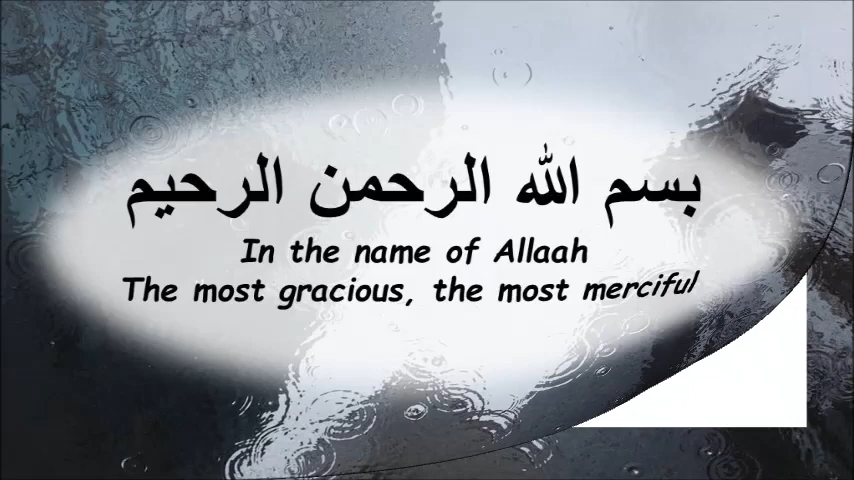 بسم الله الرحمن الرحيم
In the name of Allaah
The most gracious, the most merciful